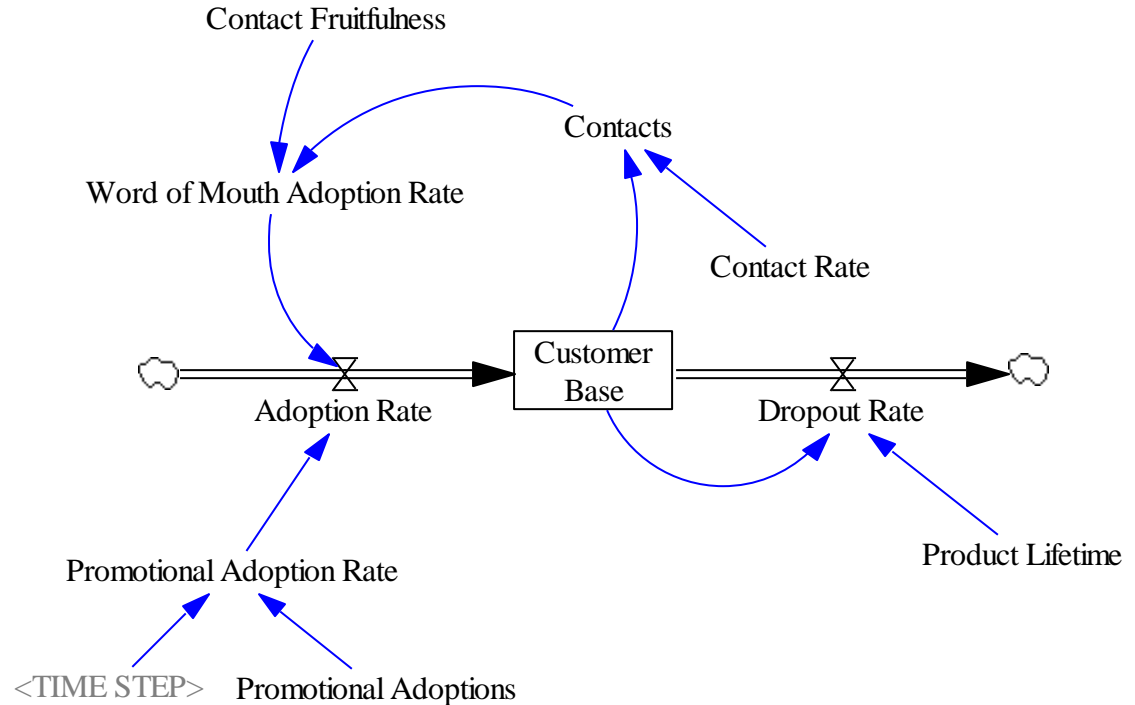 Contact Fruitfulness
Contacts
Word of Mouth Adoption Rate
Contact Rate
Customer
Base
Adoption Rate
Dropout Rate
Product Lifetime
Promotional Adoption Rate
<TIME STEP>
Promotional Adoptions